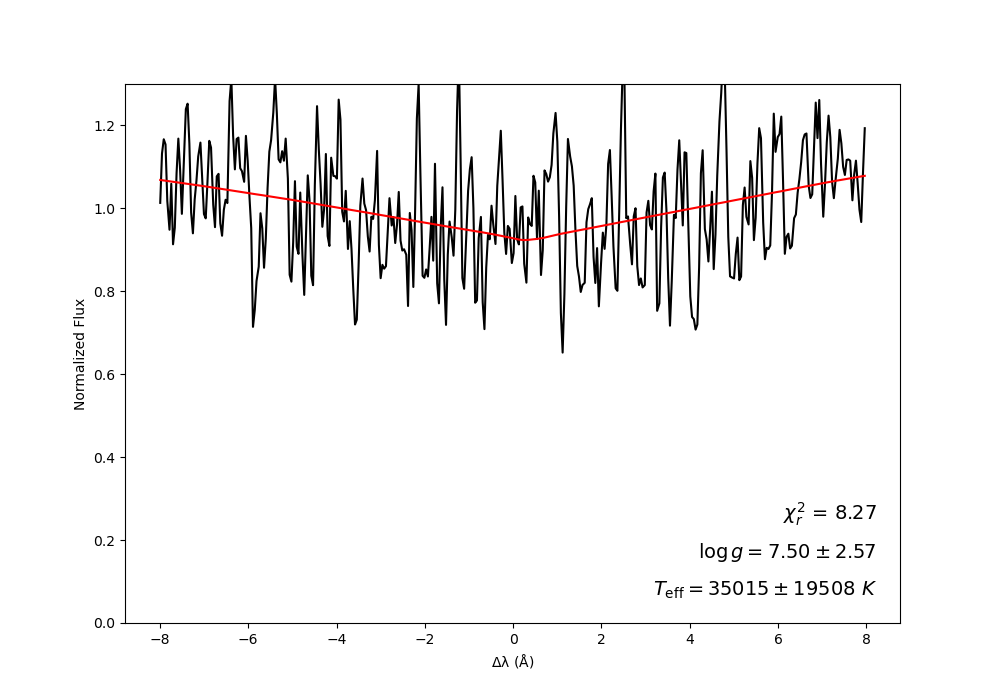 1.2
1.0
0.8
0.6
0.4
0.2
0.0
Normalized Flux
χ²ᵣ = 8.27
log g = 7.50 ± 2.57
T_eff = 35015 ± 19508 K
−8 −6 −4 −2 0 2 4 6 8
Δλ (Å)